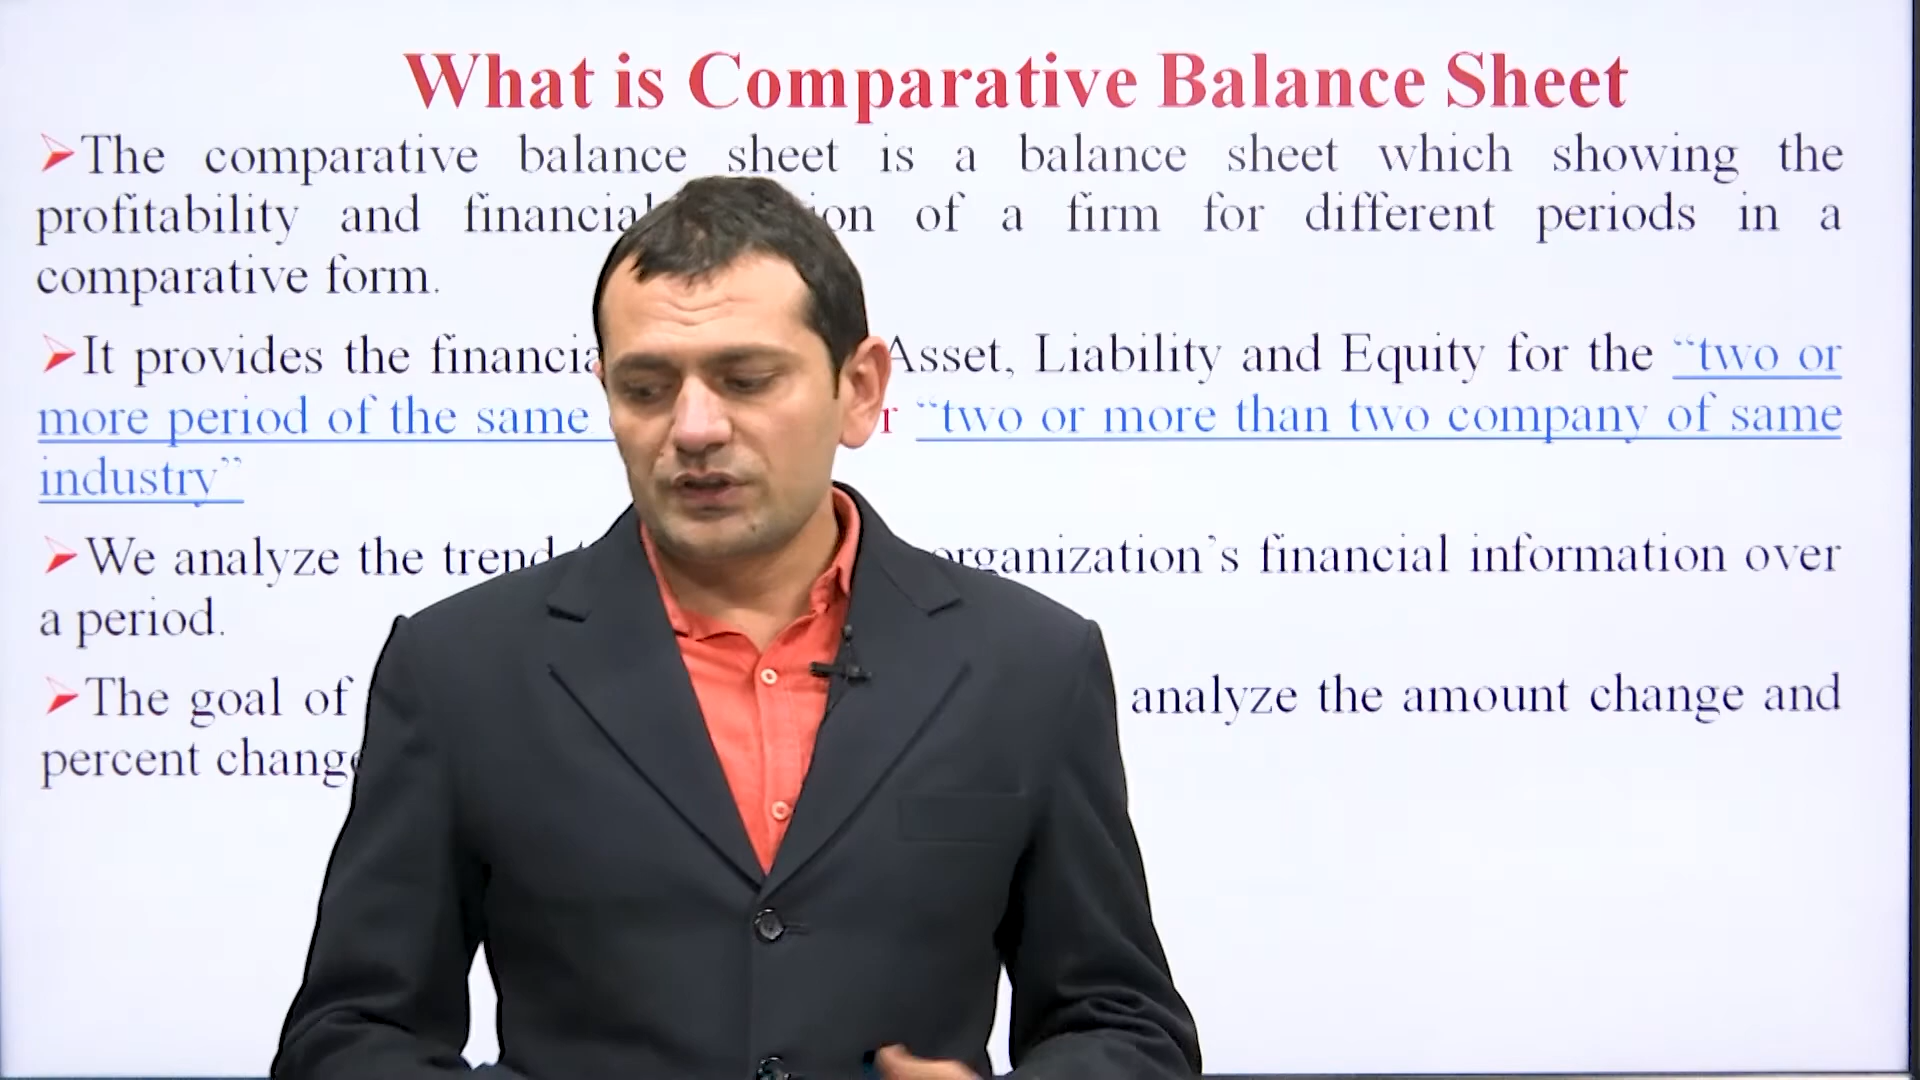 What is Comparative Balance Sheet
➢The comparative balance sheet is a balance sheet which showing the
profitability and financial of a firm for different periods in a
comparative form.
➢It provides the Asset, Liability and Equity for the “two or
more period of the same “two or more than two company of same
industry”
➢We analyze the trend organization’s financial information over
a period.
➢The goal of analyze the amount change and
percent change